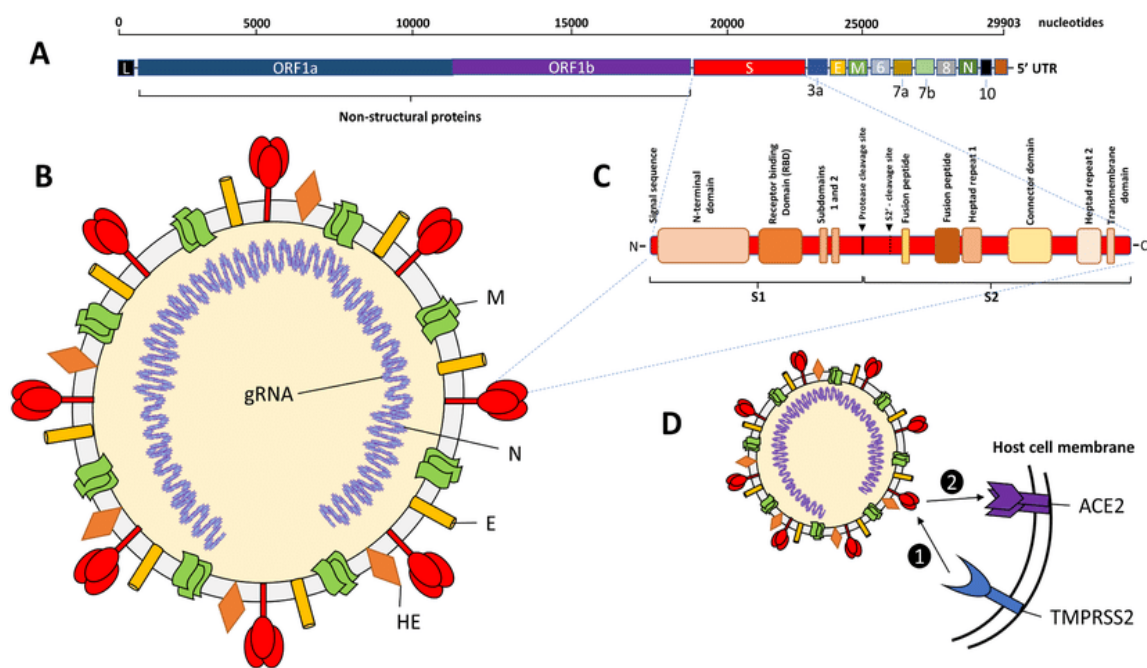 0 5000 10000 15000 20000 25000 29903 nucleotides
A
L ORF1a ORF1b S E M 6 8 N 5’ UTR
3a 7a 7b 10
Non-structural proteins
B
C
Signal sequence
N-terminal
domain
Receptor binding
Domain (RBD)
Subdomains
1 and 2
Protease cleavage site
S2’ - cleavage site
Fusion peptide
Fusion peptide
Heptad repeat 1
Connector domain
Heptad repeat 2
Transmembrane
domain
N C
S1 S2
M
gRNA
N
E
HE
D
Host cell membrane
2
ACE2
1
TMPRSS2